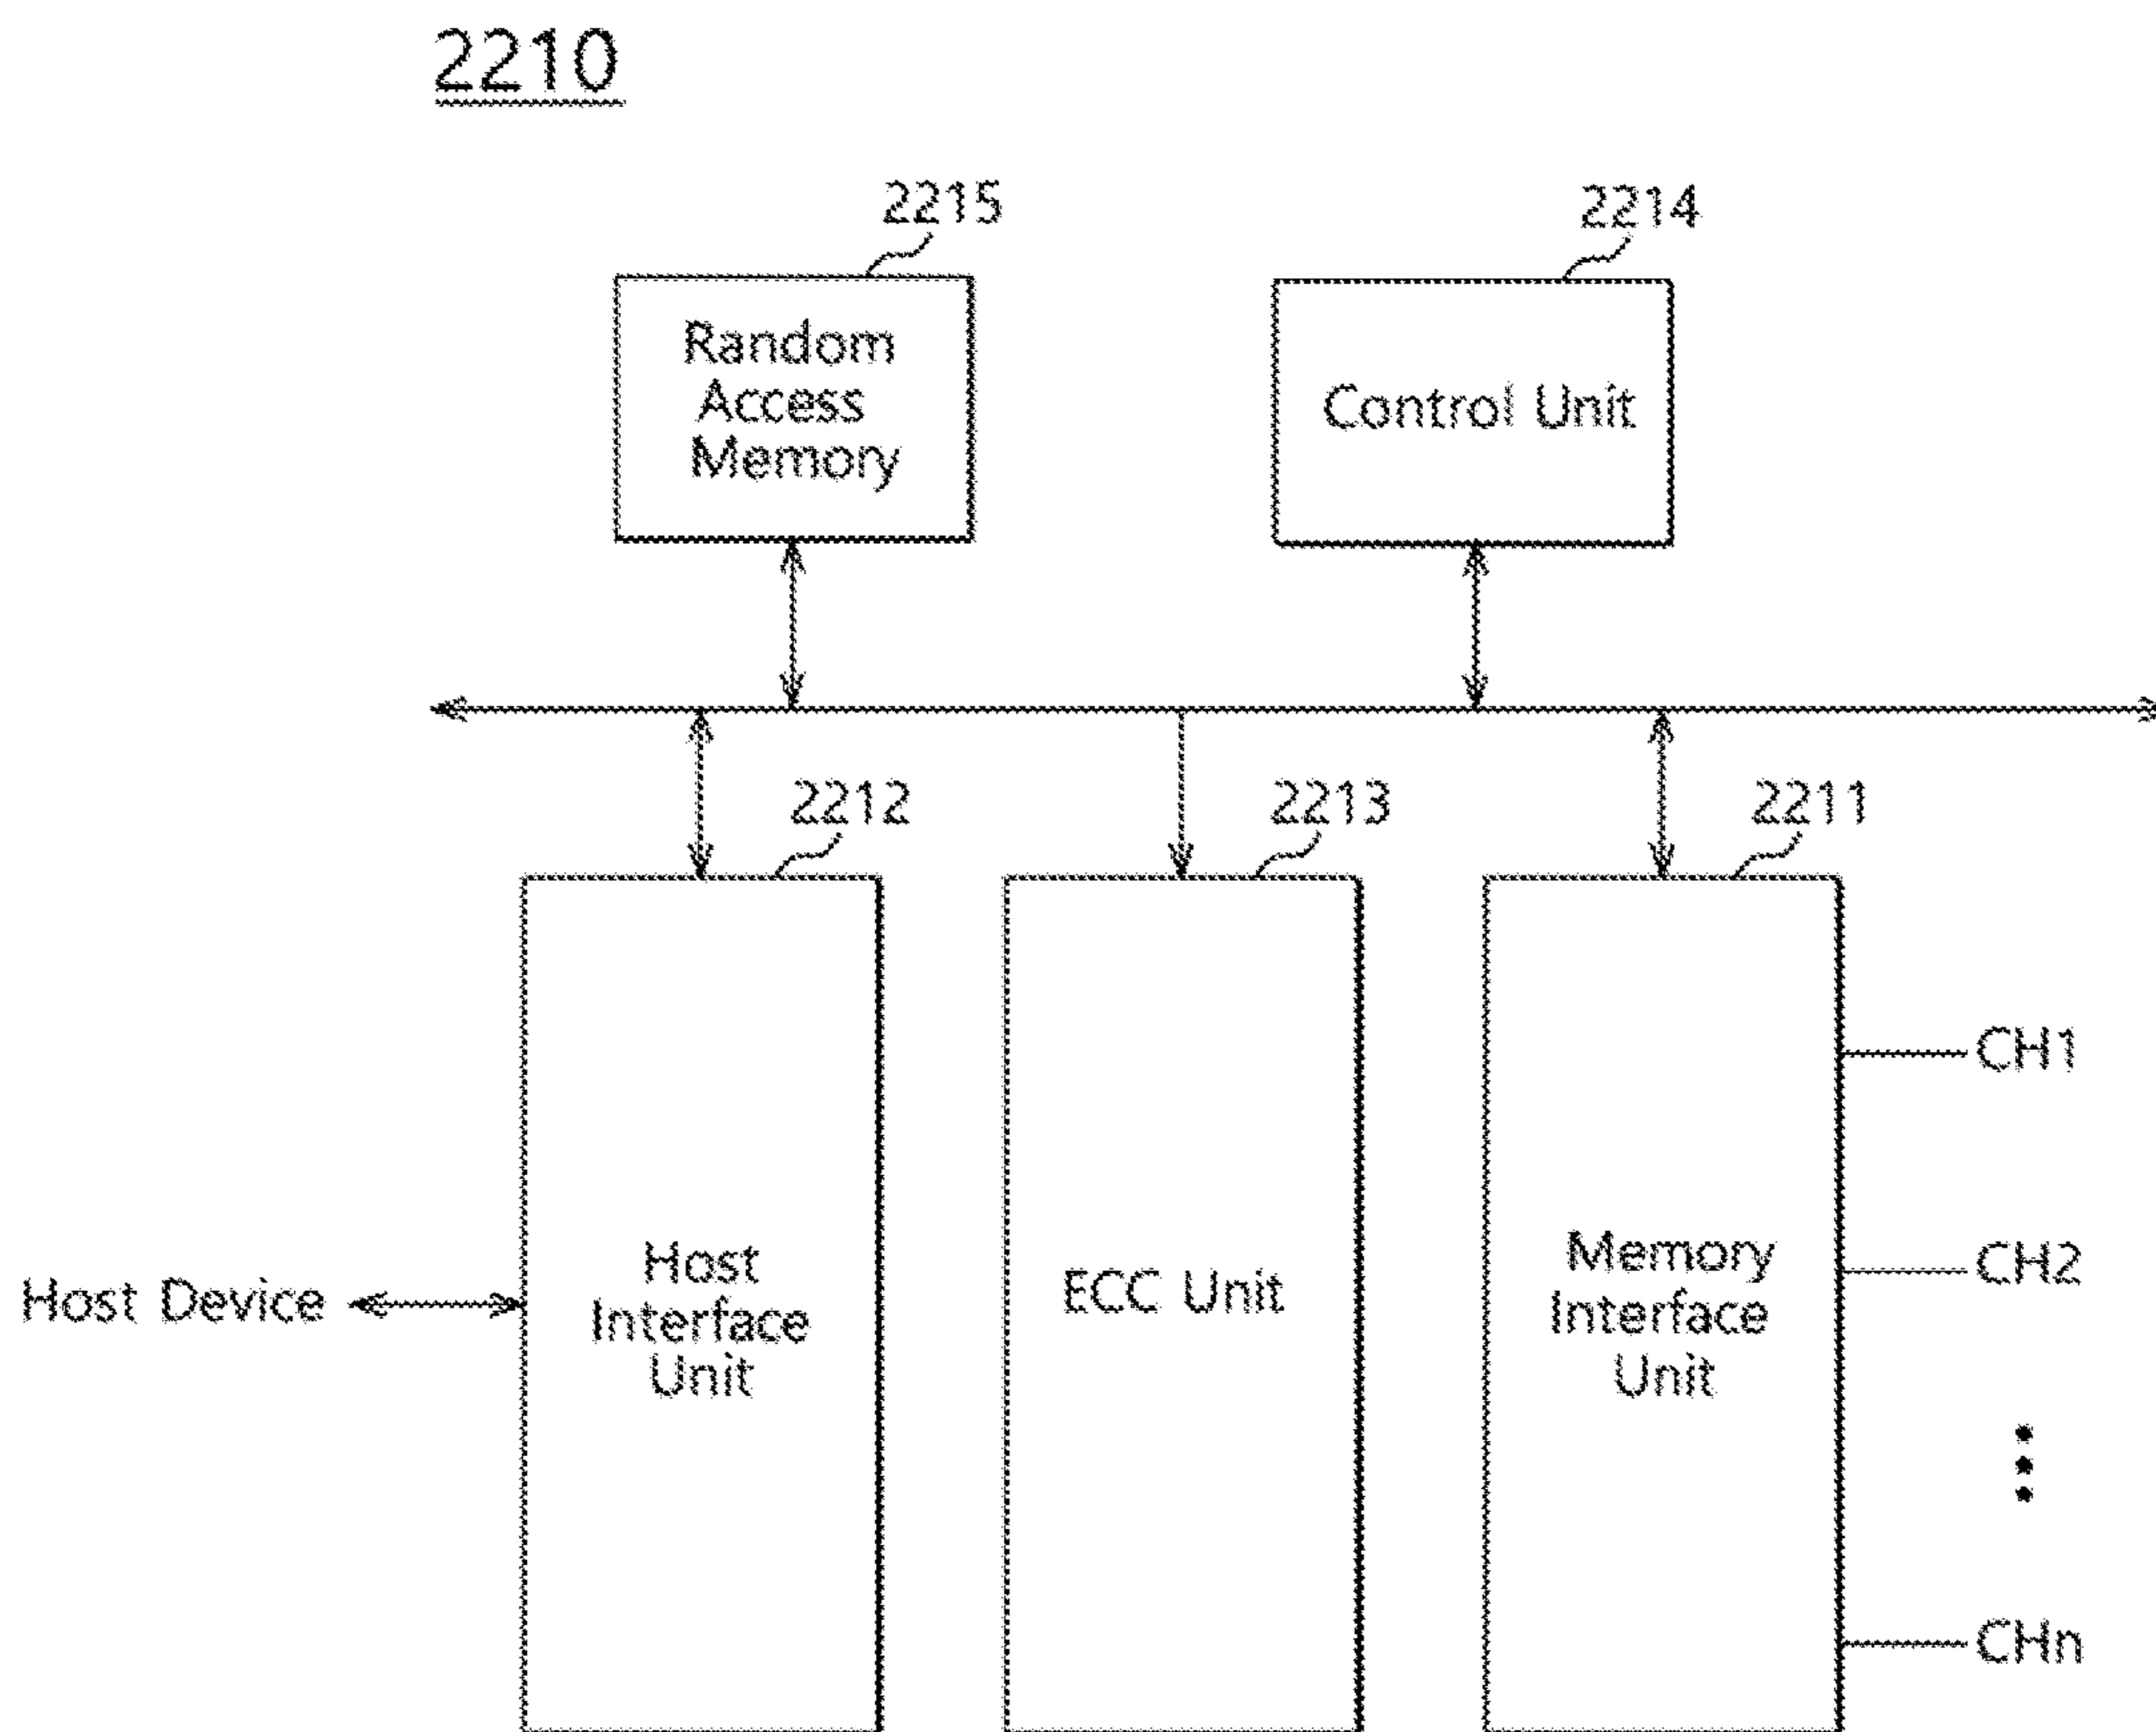 2210
2215
2214
Random
Access
Memory
Control Unit
2212
2213
2211
CH1
CH2
Host Device
Host
Interface
Unit
ECC Unit
Memory
Interface
Unit
CHn